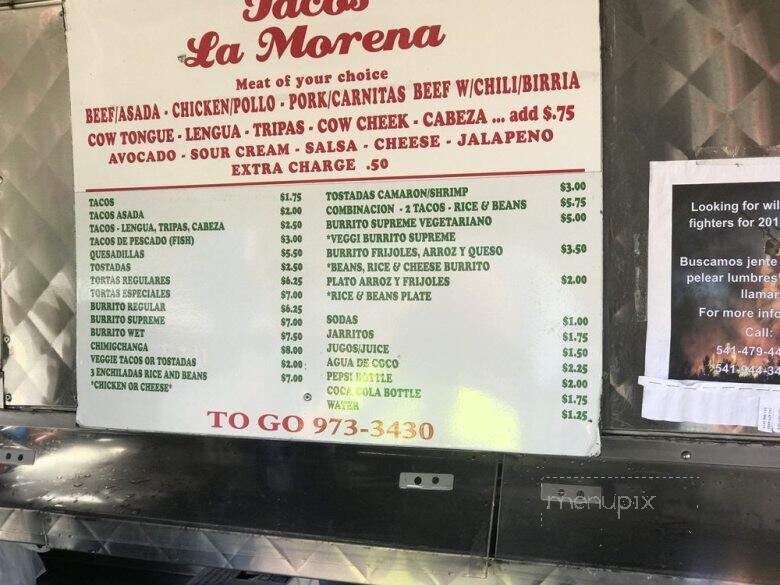 Tacos
La Morena
Meat of your choice
BEEF/ASADA - CHICKEN/POLLO - PORK/CARNITAS BEEF W/CHILI/BIRRIA
COW TONGUE - LENGUA - TRIPAS - COW CHEEK - CABEZA ... add $.75
AVOCADO - SOUR CREAM - SALSA - CHEESE - JALAPENO
EXTRA CHARGE .50
TACOS $1.75
TACOS ASADA $2.00
TACOS - LENGUA, TRIPAS, CABEZA $2.50
TACOS DE PESCADO (FISH) $3.00
QUESADILLAS $5.50
TOSTADAS $2.50
TORTAS REGULARES $6.25
TORTAS ESPECIALES $7.00
BURRITO REGULAR $6.25
BURRITO SUPREME $7.00
BURRITO WET $7.50
CHIMIGCHANGA $8.00
VEGGIE TACOS OR TOSTADAS $2.00
3 ENCHILADAS RICE AND BEANS $7.00
*CHICKEN OR CHEESE*
TOSTADAS CAMARON/SHRIMP $3.00
COMBINACION - 2 TACOS - RICE & BEANS $5.75
BURRITO SUPREME VEGETARIANO $5.00
*VEGGI BURRITO SUPREME
BURRITO FRIJOLES, ARROZ Y QUESO $3.50
*BEANS, RICE & CHEESE BURRITO
PLATO ARROZ Y FRIJOLES $2.00
*RICE & BEANS PLATE
SODAS $1.00
JARRITOS $1.75
JUGOS/JUICE $1.50
AGUA DE COCO $2.25
PEPSI BOTTLE $2.00
COCA COLA BOTTLE $1.75
WATER $1.25
TO GO 973-3430
Looking for wil
fighters for 201
Buscamos jente
pelear lumbres
llamar
For more info
Call:
541-479-44
541-944-34
menupix